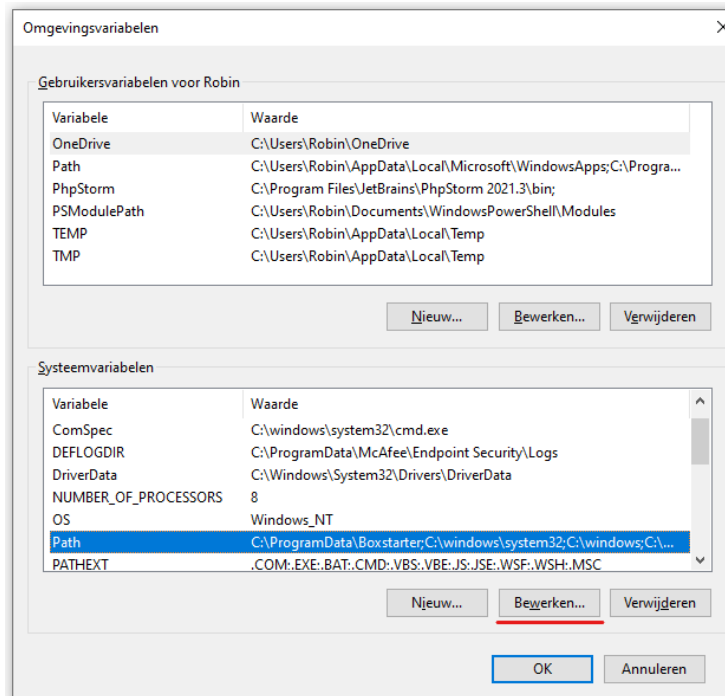 Omgevingsvariabelen
Gebruikersvariabelen voor Robin
Variabele Waarde
OneDrive C:\Users\Robin\OneDrive
Path C:\Users\Robin\AppData\Local\Microsoft\WindowsApps;C:\Progra...
PhpStorm C:\Program Files\JetBrains\PhpStorm 2021.3\bin;
PSModulePath C:\Users\Robin\Documents\WindowsPowerShell\Modules
TEMP C:\Users\Robin\AppData\Local\Temp
TMP C:\Users\Robin\AppData\Local\Temp
Nieuw... Bewerken... Verwijderen
Systeemvariabelen
Variabele Waarde
ComSpec C:\windows\system32\cmd.exe
DEFLOGDIR C:\ProgramData\McAfee\Endpoint Security\Logs
DriverData C:\Windows\System32\Drivers\DriverData
NUMBER_OF_PROCESSORS 8
OS Windows_NT
Path C:\ProgramData\Boxstarter;C:\windows\system32;C:\windows;C:\...
PATHEXT .COM;.EXE;.BAT;.CMD;.VBS;.VBE;.JS;.JSE;.WSF;.WSH;.MSC
Nieuw... Bewerken... Verwijderen
OK Annuleren